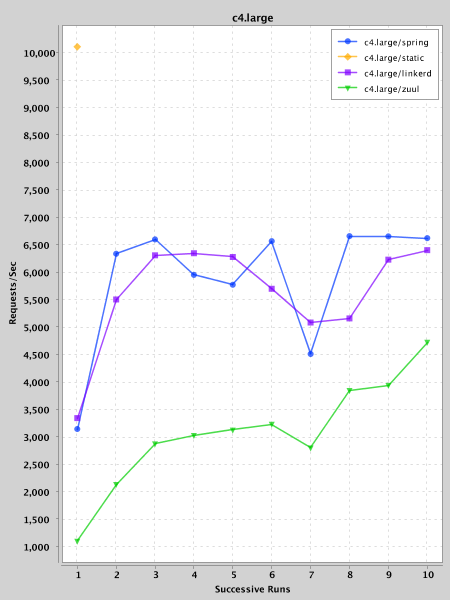 c4.large
c4.large/spring
c4.large/static
c4.large/linkerd
c4.large/zuul
Requests/Sec
10,000
9,500
9,000
8,500
8,000
7,500
7,000
6,500
6,000
5,500
5,000
4,500
4,000
3,500
3,000
2,500
2,000
1,500
1,000
1 2 3 4 5 6 7 8 9 10
Successive Runs